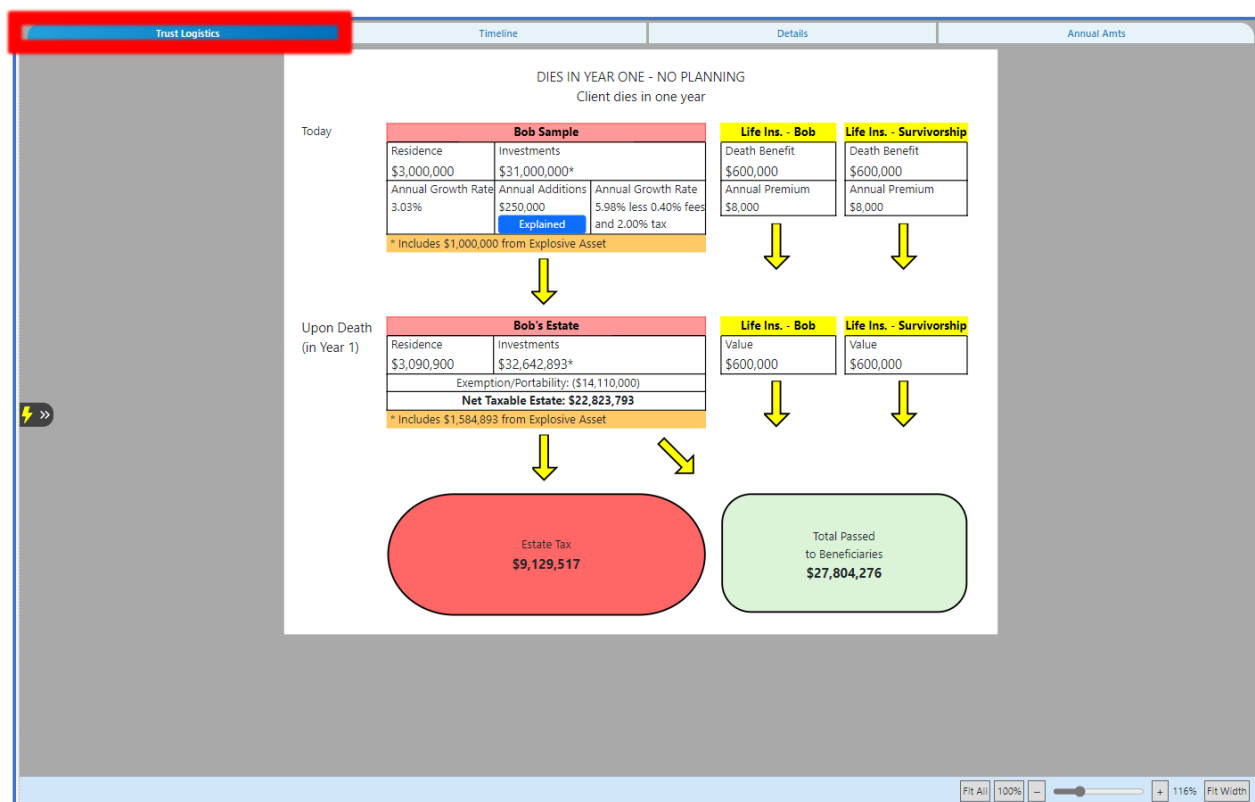 Trust Logistics
Timeline
Details
Annual Amts
DIES IN YEAR ONE - NO PLANNING
Client dies in one year
Today
Bob Sample
Life Ins. - Bob
Life Ins. - Survivorship
Residence
$3,000,000
Investments
$31,000,000*
Death Benefit
$600,000
Death Benefit
$600,000
Annual Growth Rate
3.03%
Annual Additions
$250,000
Explained
Annual Growth Rate
5.98% less 0.40% fees
and 2.00% tax
Annual Premium
$8,000
Annual Premium
$8,000
* Includes $1,000,000 from Explosive Asset
Upon Death
(in Year 1)
Bob's Estate
Life Ins. - Bob
Life Ins. - Survivorship
Residence
$3,090,900
Investments
$32,642,893*
Value
$600,000
Value
$600,000
Exemption/Portability: ($14,110,000)
Net Taxable Estate: $22,823,793
* Includes $1,584,893 from Explosive Asset
Estate Tax
$9,129,517
Total Passed
to Beneficiaries
$27,804,276
Fit All
100%
–
+
116%
Fit Width